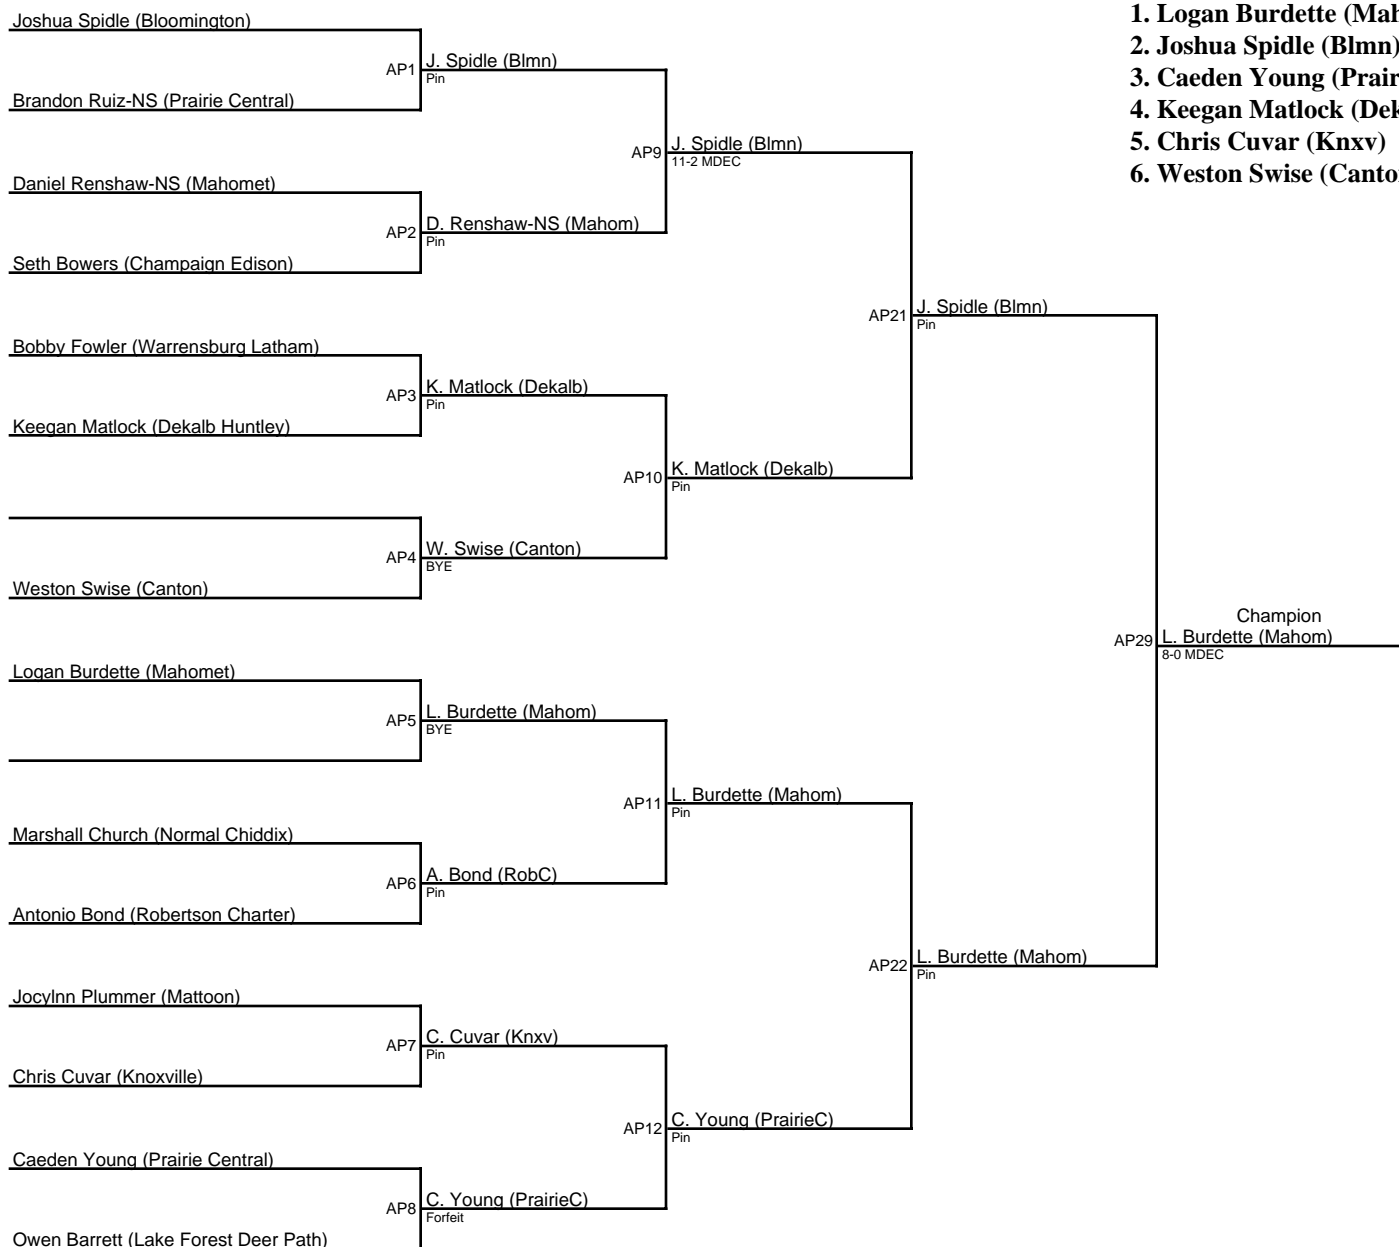 Joshua Spidle (Bloomington)
AP1
J. Spidle (Blmn)
Pin
Brandon Ruiz-NS (Prairie Central)
AP9
J. Spidle (Blmn)
11-2 MDEC
Daniel Renshaw-NS (Mahomet)
AP2
D. Renshaw-NS (Mahom)
Pin
Seth Bowers (Champaign Edison)
AP21
J. Spidle (Blmn)
Pin
Bobby Fowler (Warrensburg Latham)
AP3
K. Matlock (Dekalb)
Pin
Keegan Matlock (Dekalb Huntley)
AP10
K. Matlock (Dekalb)
Pin
AP4
W. Swise (Canton)
BYE
Weston Swise (Canton)
Champion
AP29
L. Burdette (Mahom)
8-0 MDEC
Logan Burdette (Mahomet)
AP5
L. Burdette (Mahom)
BYE
AP11
L. Burdette (Mahom)
Pin
Marshall Church (Normal Chiddix)
AP6
A. Bond (RobC)
Pin
Antonio Bond (Robertson Charter)
AP22
L. Burdette (Mahom)
Pin
Jocylnn Plummer (Mattoon)
AP7
C. Cuvar (Knxv)
Pin
Chris Cuvar (Knoxville)
AP12
C. Young (PrairieC)
Pin
Caeden Young (Prairie Central)
AP8
C. Young (PrairieC)
Forfeit
Owen Barrett (Lake Forest Deer Path)
1. Logan Burdette (Mah
2. Joshua Spidle (Blmn)
3. Caeden Young (Prair
4. Keegan Matlock (Dek
5. Chris Cuvar (Knxv)
6. Weston Swise (Canto